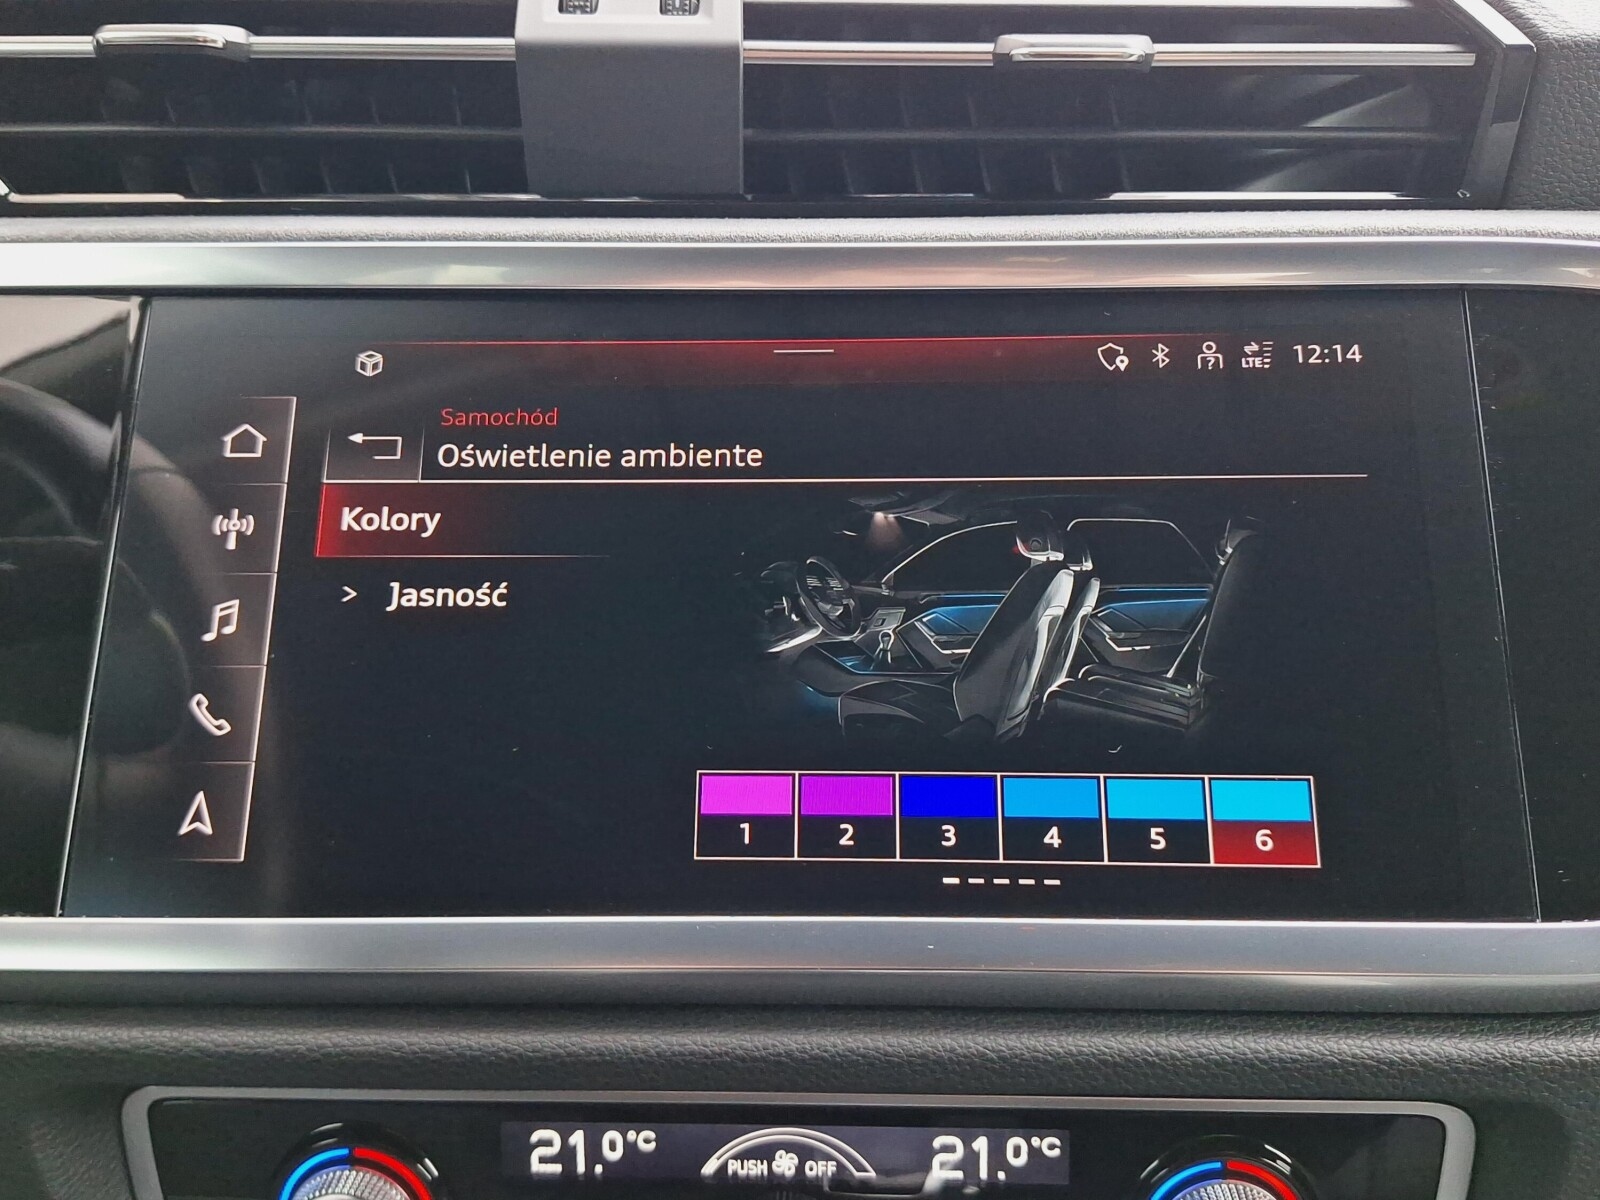 LTE
12:14
Samochód
Oświetlenie ambiente
Kolory
> Jasność
1 2 3 4 5 6
21.0°C PUSH OFF 21.0°C